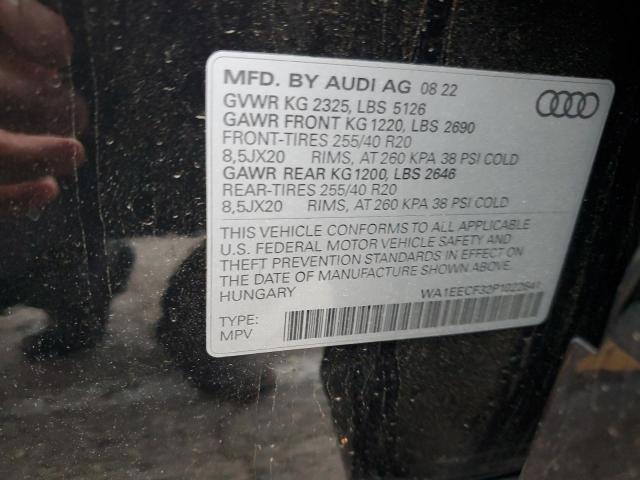 MFD. BY AUDI AG 08 22
GVWR KG 2325, LBS 5126
GAWR FRONT KG 1220, LBS 2690
FRONT-TIRES 255/40 R20
8,5JX20 RIMS, AT 260 KPA 38 PSI COLD
GAWR REAR KG 1200, LBS 2646
REAR-TIRES 255/40 R20
8,5JX20 RIMS, AT 260 KPA 38 PSI COLD
THIS VEHICLE CONFORMS TO ALL APPLICABLE
U.S. FEDERAL MOTOR VEHICLE SAFETY AND
THEFT PREVENTION STANDARDS IN EFFECT ON
THE DATE OF MANUFACTURE SHOWN ABOVE.
HUNGARY
TYPE:
MPV